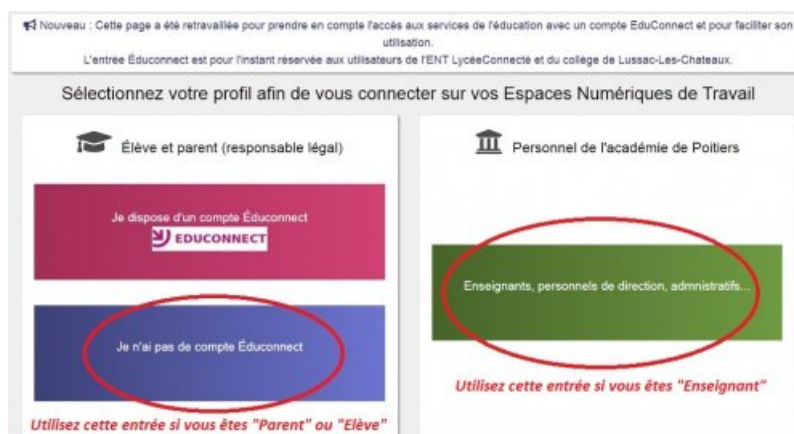 Nouveau : Cette page a été retravaillée pour prendre en compte l'accès aux services de l'éducation avec un compte EduConnect et pour faciliter son
utilisation.
L'entrée Éduconnect est pour l'instant réservée aux utilisateurs de l'ENT LycéeConnecté et du collège de Lussac-Les-Chateaux.
Sélectionnez votre profil afin de vous connecter sur vos Espaces Numériques de Travail
Élève et parent (responsable légal)
Je dispose d'un compte Éduconnect
EDUCONNECT
Je n'ai pas de compte Éduconnect
Utilisez cette entrée si vous êtes "Parent" ou "Elève"
Personnel de l'académie de Poitiers
Enseignants, personnels de direction, admnistratifs...
Utilisez cette entrée si vous êtes "Enseignant"